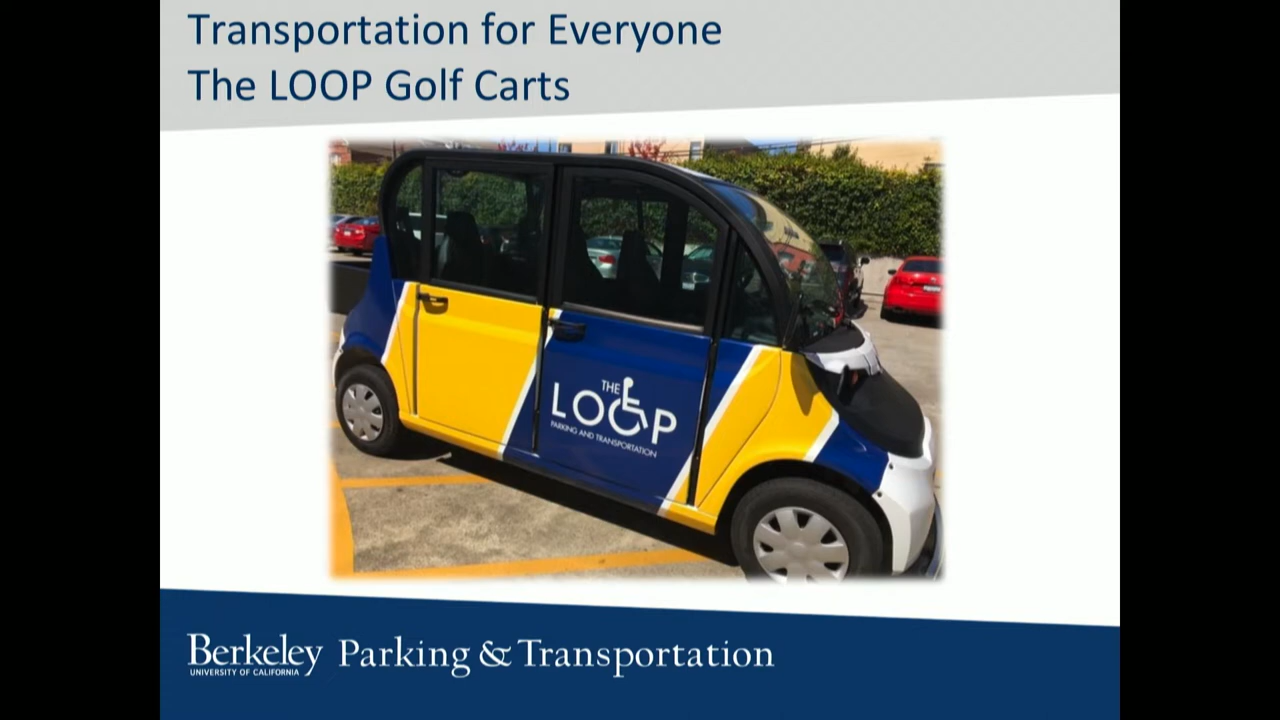 Transportation for Everyone
The LOOP Golf Carts
THE
LOOP
PARKING AND TRANSPORTATION
Berkeley Parking & Transportation
UNIVERSITY OF CALIFORNIA